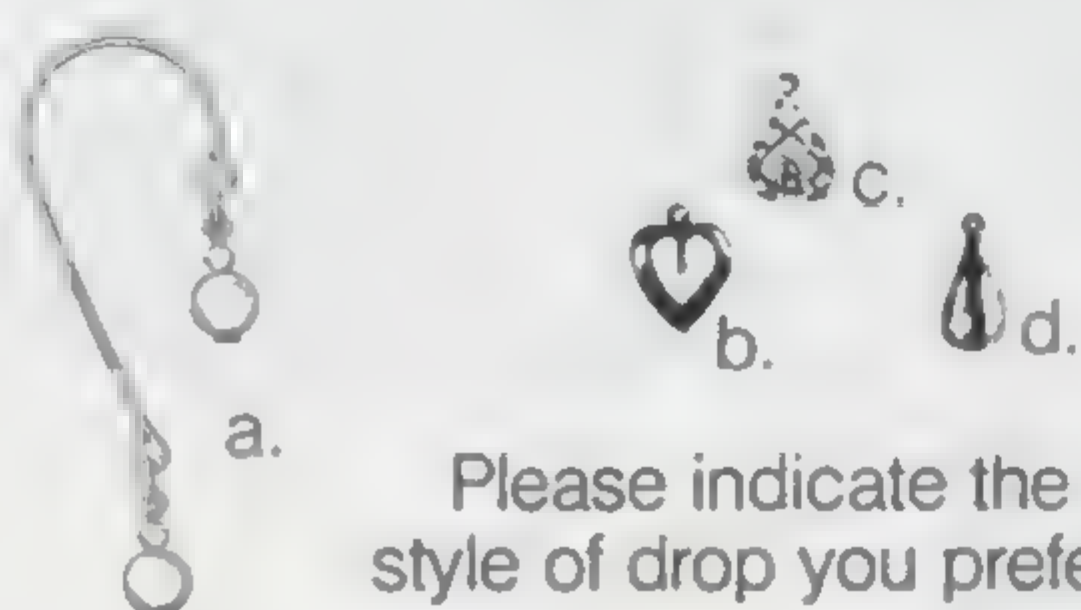 c.
b.
d.
a.
Please indicate the
style of drop you prefe